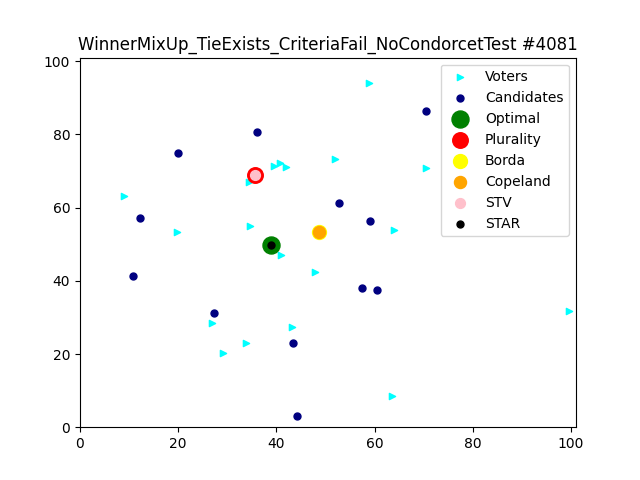 WinnerMixUp_TieExists_CriteriaFail_NoCondorcetTest #4081
100
80
60
40
20
0
0 20 40 60 80 100
Voters
Candidates
Optimal
Plurality
Borda
Copeland
STV
STAR